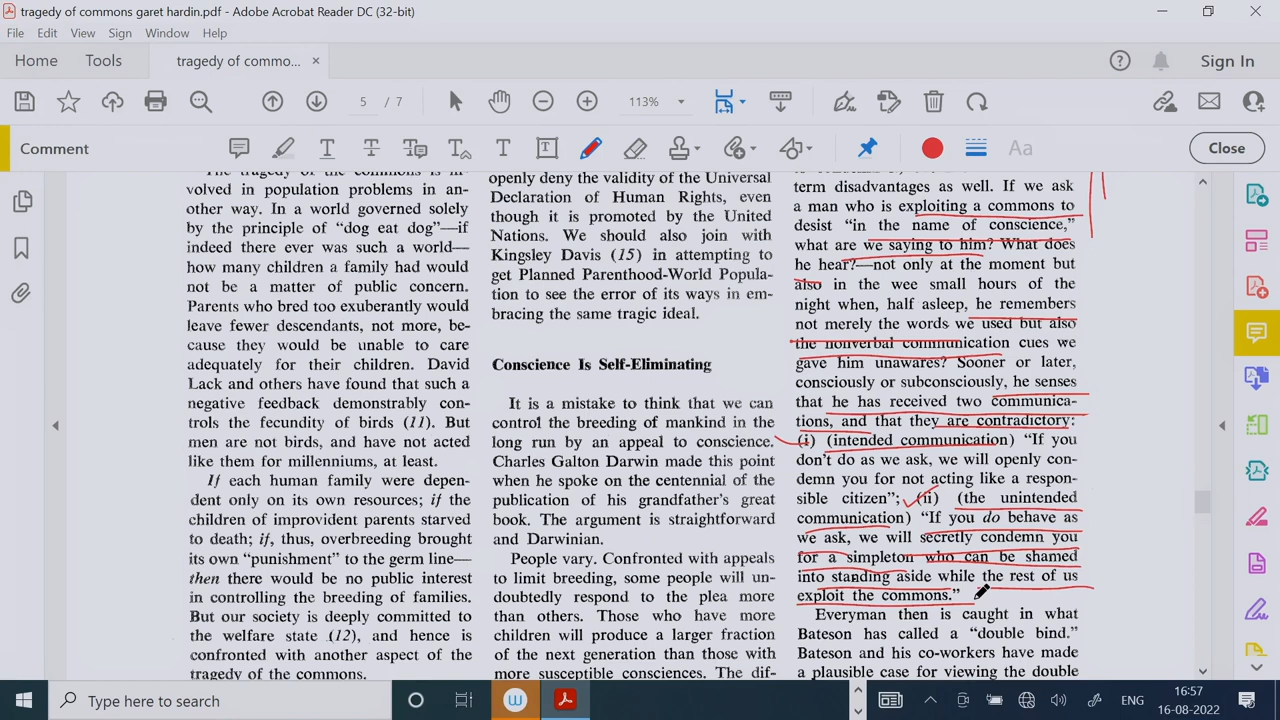 tragedy of commons garet hardin.pdf - Adobe Acrobat Reader DC (32-bit)
File Edit View Sign Window Help
Home Tools tragedy of commo... × Sign In
5 / 7 113%
Comment T T T T Aa Close
The tragedy of the commons is in-
volved in population problems in an-
other way. In a world governed solely
by the principle of “dog eat dog”—if
indeed there ever was such a world—
how many children a family had would
not be a matter of public concern.
Parents who bred too exuberantly would
leave fewer descendants, not more, be-
cause they would be unable to care
adequately for their children. David
Lack and others have found that such a
negative feedback demonstrably con-
trols the fecundity of birds (11). But
men are not birds, and have not acted
like them for millenniums, at least.
If each human family were depen-
dent only on its own resources; if the
children of improvident parents starved
to death; if, thus, overbreeding brought
its own “punishment” to the germ line—
then there would be no public interest
in controlling the breeding of families.
But our society is deeply committed to
the welfare state (12), and hence is
confronted with another aspect of the
tragedy of the commons.
openly deny the validity of the Universal
Declaration of Human Rights, even
though it is promoted by the United
Nations. We should also join with
Kingsley Davis (15) in attempting to
get Planned Parenthood-World Popula-
tion to see the error of its ways in em-
bracing the same tragic ideal.
Conscience Is Self-Eliminating
It is a mistake to think that we can
control the breeding of mankind in the
long run by an appeal to conscience.
Charles Galton Darwin made this point
when he spoke on the centennial of the
publication of his grandfather's great
book. The argument is straightforward
and Darwinian.
People vary. Confronted with appeals
to limit breeding, some people will un-
doubtedly respond to the plea more
than others. Those who have more
children will produce a larger fraction
of the next generation than those with
more susceptible consciences. The dif-
term disadvantages as well. If we ask
a man who is exploiting a commons to
desist “in the name of conscience,”
what are we saying to him? What does
he hear?—not only at the moment but
also in the wee small hours of the
night when, half asleep, he remembers
not merely the words we used but also
the nonverbal communication cues we
gave him unawares? Sooner or later,
consciously or subconsciously, he senses
that he has received two communica-
tions, and that they are contradictory:
(i) (intended communication) “If you
don't do as we ask, we will openly con-
demn you for not acting like a respon-
sible citizen”; (ii) (the unintended
communication) “If you do behave as
we ask, we will secretly condemn you
for a simpleton who can be shamed
into standing aside while the rest of us
exploit the commons.”
Everyman then is caught in what
Bateson has called a “double bind.”
Bateson and his co-workers have made
a plausible case for viewing the double
Type here to search
ENG
16:57
16-08-2022